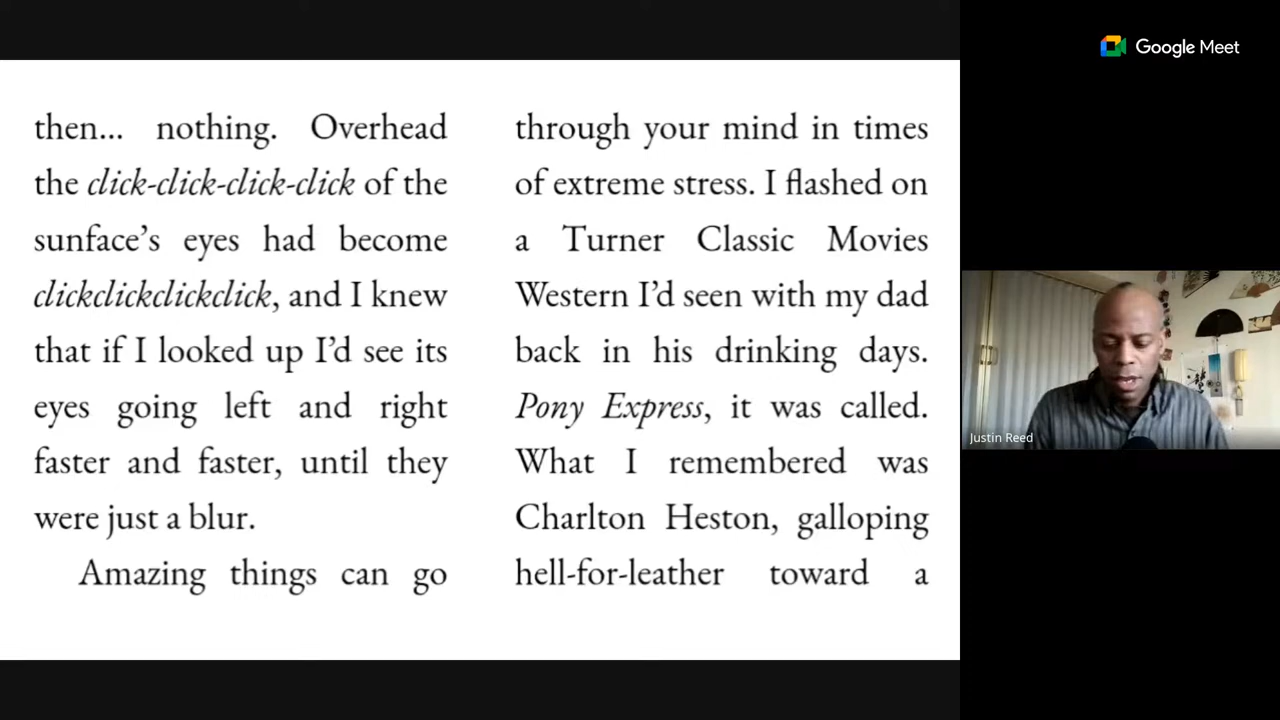 then... nothing. Overhead
the click-click-click-click of the
sunface’s eyes had become
clickclickclickclick, and I knew
that if I looked up I’d see its
eyes going left and right
faster and faster, until they
were just a blur.
Amazing things can go
through your mind in times
of extreme stress. I flashed on
a Turner Classic Movies
Western I’d seen with my dad
back in his drinking days.
Pony Express, it was called.
What I remembered was
Charlton Heston, galloping
hell-for-leather toward a
Google Meet
Justin Reed